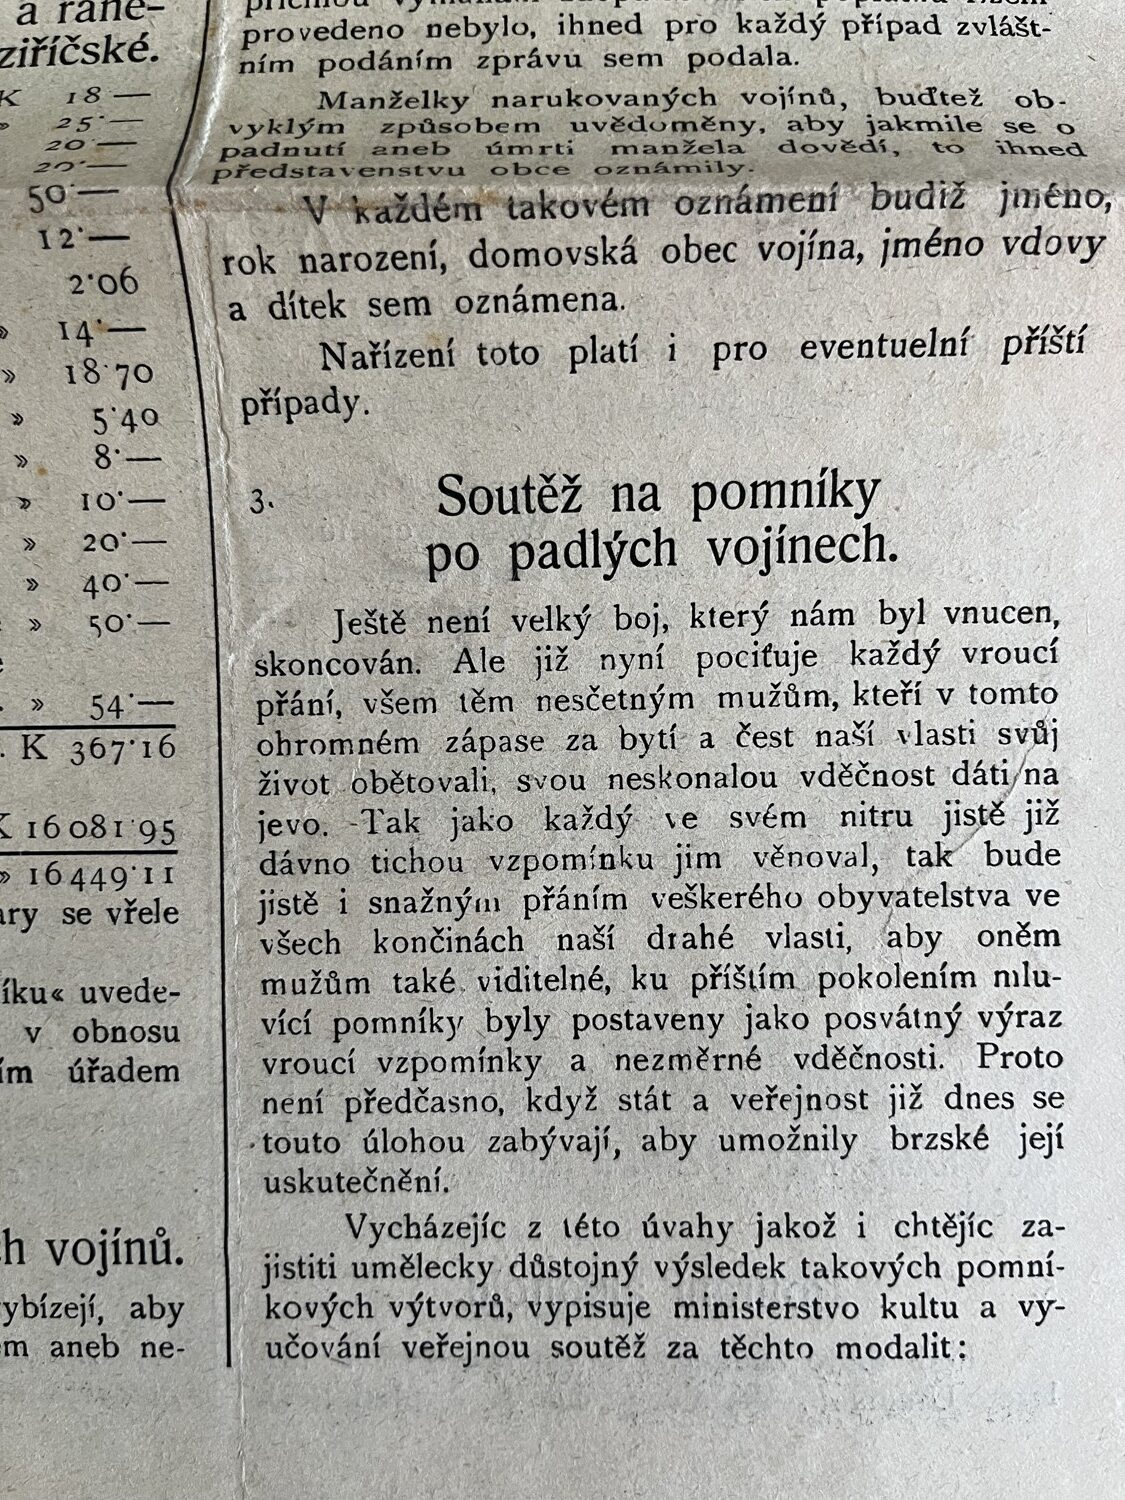 a raně-
ziříčské.
K 18·—
» 25·—
20·—
20·—
50·—
12·—
2·06
» 14·—
» 18·70
» 5·40
» 8·—
» 10·—
» 20·—
» 40·—
» 50·—
» 54·—
K 367·16
K 16081·95
» 16449·11
se vřele
uvede-
v obnosu
úřadem
vojínů.
aby
aneb ne-
provedeno nebylo, ihned pro každý případ zvlášt-
ním podáním zprávu sem podala.
Manželky narukovaných vojínů, buďtež ob-
vyklým způsobem uvědoměny, aby jakmile se o
padnutí aneb úmrti manžela dovědí, to ihned
představenstvu obce oznámily.
V každém takovém oznámení budiž jméno,
rok narození, domovská obec vojína, jméno vdovy
a dítek sem oznámena.
Nařízení toto platí i pro eventuelní příští
případy.
3. Soutěž na pomníky
po padlých vojínech.
Ještě není velký boj, který nám byl vnucen,
skoncován. Ale již nyní pociťuje každý vroucí
přání, všem těm nesčetným mužům, kteří v tomto
ohromném zápase za bytí a čest naší vlasti svůj
život obětovali, svou neskonalou vděčnost dáti na
jevo. Tak jako každý ve svém nitru jistě již
dávno tichou vzpomínku jim věnoval, tak bude
jistě i snažným přáním veškerého obyvatelstva ve
všech končinách naší drahé vlasti, aby oněm
mužům také viditelné, ku příštím pokolením mlu-
vící pomníky byly postaveny jako posvátný výraz
vroucí vzpomínky a nezměrné vděčnosti. Proto
není předčasno, když stát a veřejnost již dnes se
touto úlohou zabývají, aby umožnily brzské její
uskutečnění.
Vycházejíc z této úvahy jakož i chtějíc za-
jistiti umělecky důstojný výsledek takových pomní-
kových výtvorů, vypisuje ministerstvo kultu a vy-
učování veřejnou soutěž za těchto modalit: